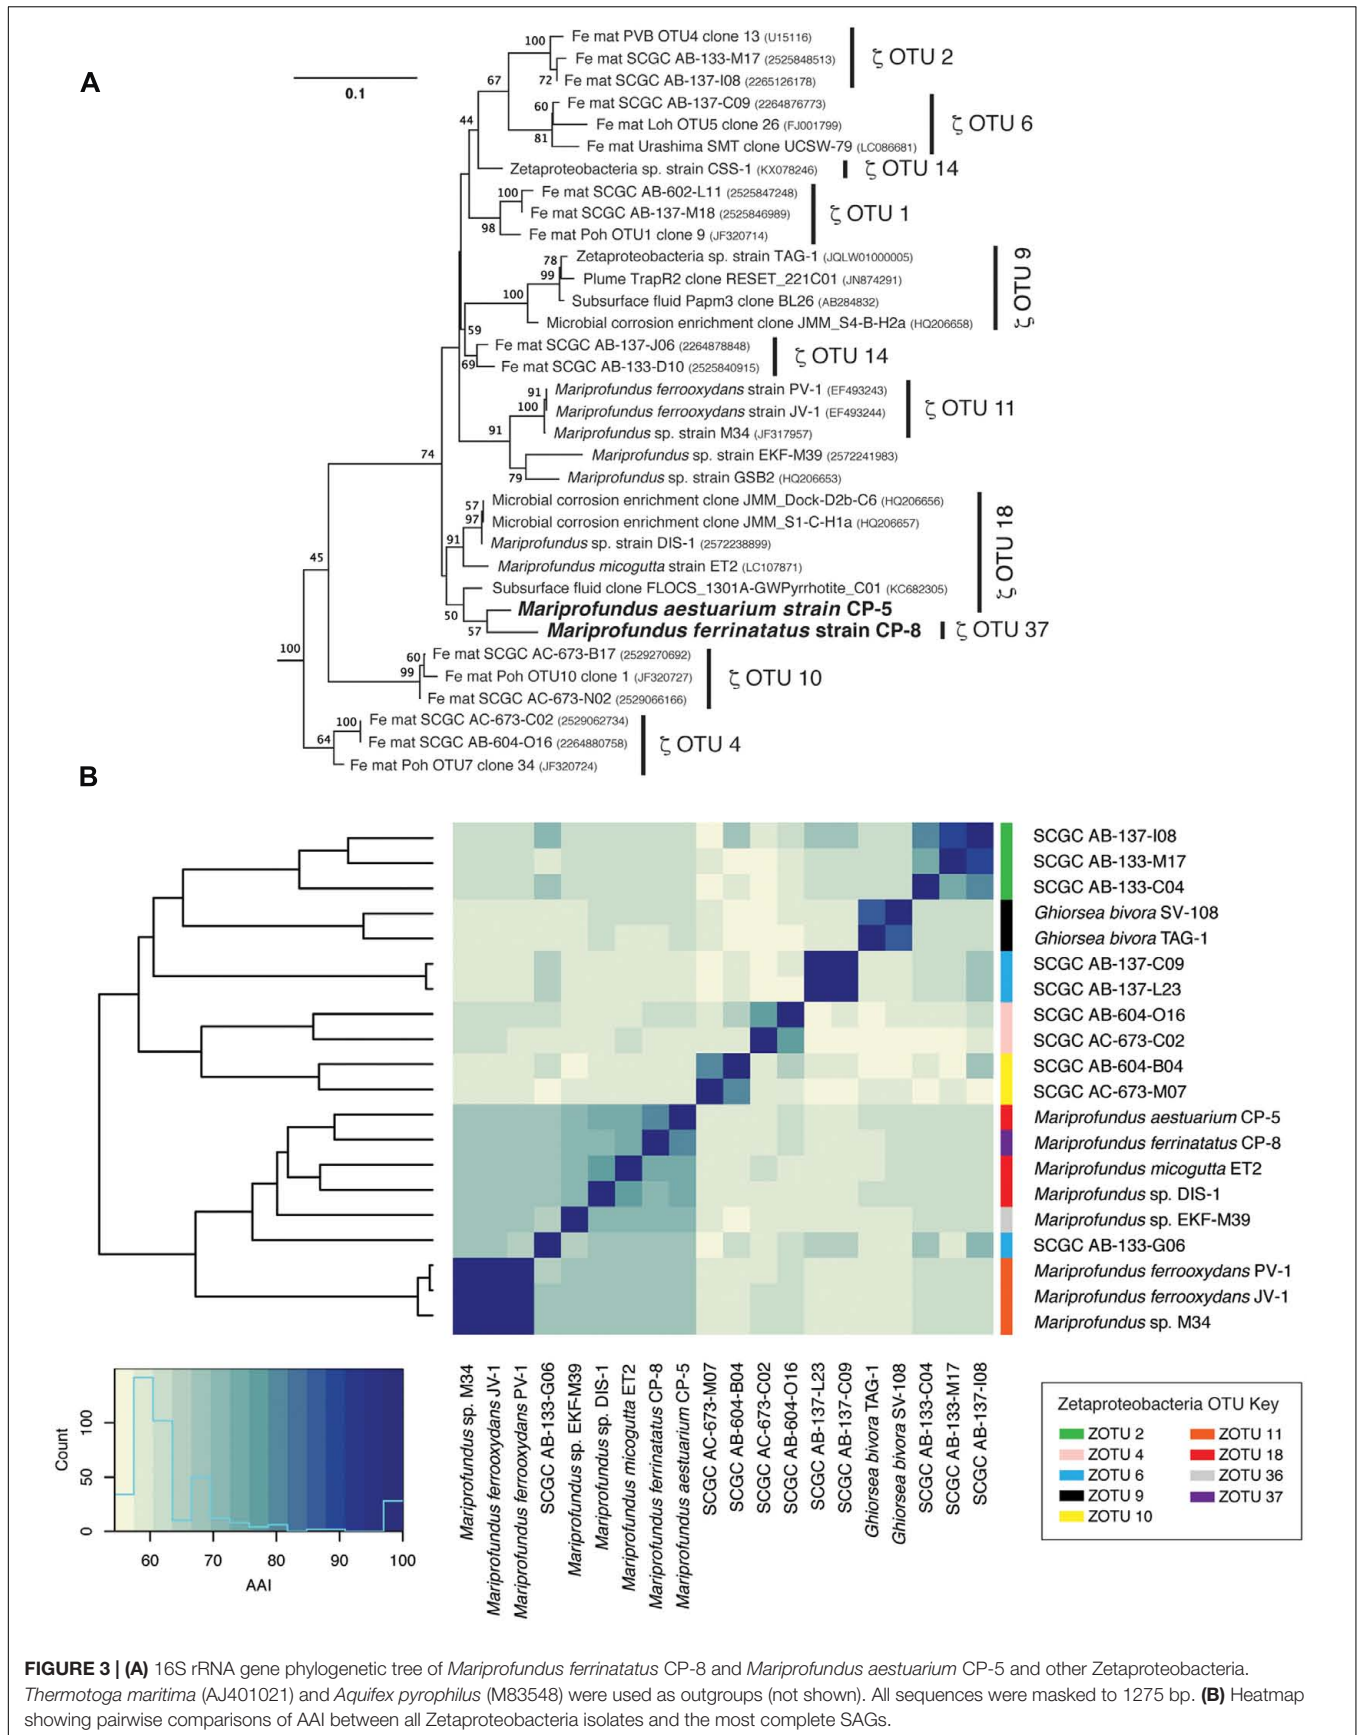 A
0.1
100
Fe mat PVB OTU4 clone 13 (U15116)
Fe mat SCGC AB-133-M17 (2525848513)
ζ OTU 2
72
Fe mat SCGC AB-137-I08 (2265126178)
67
60
Fe mat SCGC AB-137-C09 (2264876773)
Fe mat Loh OTU5 clone 26 (FJ001799)
ζ OTU 6
81
Fe mat Urashima SMT clone UCSW-79 (LC086681)
44
Zetaproteobacteria sp. strain CSS-1 (KX078246)
ζ OTU 14
100
Fe mat SCGC AB-602-L11 (2525847248)
Fe mat SCGC AB-137-M18 (2525846989)
ζ OTU 1
98
Fe mat Poh OTU1 clone 9 (JF320714)
78
Zetaproteobacteria sp. strain TAG-1 (JQLW01000005)
99
Plume TrapR2 clone RESET_221C01 (JN874291)
ζ OTU 9
100
Subsurface fluid Papm3 clone BL26 (AB284832)
Microbial corrosion enrichment clone JMM_S4-B-H2a (HQ206658)
59
Fe mat SCGC AB-137-J06 (2264878848)
ζ OTU 14
69
Fe mat SCGC AB-133-D10 (2525840915)
91
Mariprofundus ferrooxydans strain PV-1 (EF493243)
100
Mariprofundus ferrooxydans strain JV-1 (EF493244)
ζ OTU 11
91
Mariprofundus sp. strain M34 (JF317957)
Mariprofundus sp. strain EKF-M39 (2572241983)
79
Mariprofundus sp. strain GSB2 (HQ206653)
74
57
Microbial corrosion enrichment clone JMM_Dock-D2b-C6 (HQ206656)
97
Microbial corrosion enrichment clone JMM_S1-C-H1a (HQ206657)
91
Mariprofundus sp. strain DIS-1 (2572238899)
ζ OTU 18
Mariprofundus micogutta strain ET2 (LC107871)
Subsurface fluid clone FLOCS_1301A-GWPyrrhotite_C01 (KC682305)
50
Mariprofundus aestuarium strain CP-5
57
Mariprofundus ferrinatatus strain CP-8
ζ OTU 37
45
100
60
Fe mat SCGC AC-673-B17 (2529270692)
99
Fe mat Poh OTU10 clone 1 (JF320727)
ζ OTU 10
Fe mat SCGC AC-673-N02 (2529066166)
100
Fe mat SCGC AC-673-C02 (2529062734)
64
Fe mat SCGC AB-604-O16 (2264880758)
ζ OTU 4
Fe mat Poh OTU7 clone 34 (JF320724)
B
SCGC AB-137-I08
SCGC AB-133-M17
SCGC AB-133-C04
Ghiorsea bivora SV-108
Ghiorsea bivora TAG-1
SCGC AB-137-C09
SCGC AB-137-L23
SCGC AB-604-O16
SCGC AC-673-C02
SCGC AB-604-B04
SCGC AC-673-M07
Mariprofundus aestuarium CP-5
Mariprofundus ferrinatatus CP-8
Mariprofundus micogutta ET2
Mariprofundus sp. DIS-1
Mariprofundus sp. EKF-M39
SCGC AB-133-G06
Mariprofundus ferrooxydans PV-1
Mariprofundus ferrooxydans JV-1
Mariprofundus sp. M34
Mariprofundus sp. M34
Mariprofundus ferrooxydans JV-1
Mariprofundus ferrooxydans PV-1
SCGC AB-133-G06
Mariprofundus sp. EKF-M39
Mariprofundus sp. DIS-1
Mariprofundus micogutta ET2
Mariprofundus ferrinatatus CP-8
Mariprofundus aestuarium CP-5
SCGC AC-673-M07
SCGC AB-604-B04
SCGC AC-673-C02
SCGC AB-604-O16
SCGC AB-137-L23
SCGC AB-137-C09
Ghiorsea bivora TAG-1
Ghiorsea bivora SV-108
SCGC AB-133-C04
SCGC AB-133-M17
SCGC AB-137-I08
Count
0 50 100
60 70 80 90 100
AAI
Zetaproteobacteria OTU Key
ZOTU 2 ZOTU 11
ZOTU 4 ZOTU 18
ZOTU 6 ZOTU 36
ZOTU 9 ZOTU 37
ZOTU 10
FIGURE 3 | (A) 16S rRNA gene phylogenetic tree of Mariprofundus ferrinatatus CP-8 and Mariprofundus aestuarium CP-5 and other Zetaproteobacteria.
Thermotoga maritima (AJ401021) and Aquifex pyrophilus (M83548) were used as outgroups (not shown). All sequences were masked to 1275 bp. (B) Heatmap
showing pairwise comparisons of AAI between all Zetaproteobacteria isolates and the most complete SAGs.